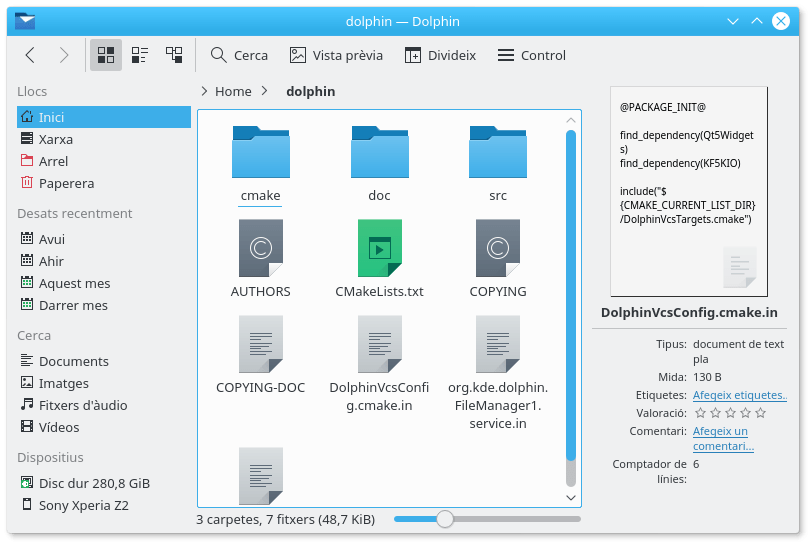 dolphin — Dolphin
Cerca
Vista prèvia
Divideix
Control
Llocs
Inici
Xarxa
Arrel
Paperera
Desats recentment
Avui
Ahir
Aquest mes
Darrer mes
Cerca
Documents
Imatges
Fitxers d'àudio
Vídeos
Dispositius
Disc dur 280,8 GiB
Sony Xperia Z2
Home
dolphin
cmake
doc
src
AUTHORS
CMakeLists.txt
COPYING
COPYING-DOC
DolphinVcsConfi
g.cmake.in
org.kde.dolphin.
FileManager1.
service.in
3 carpetes, 7 fitxers (48,7 KiB)
@PACKAGE_INIT@
find_dependency(Qt5Widget
s)
find_dependency(KF5KIO)
include("$
{CMAKE_CURRENT_LIST_DIR}
/DolphinVcsTargets.cmake")
DolphinVcsConfig.cmake.in
Tipus: document de text
pla
Mida: 130 B
Etiquetes: Afegeix etiquetes..
Valoració:
Comentari: Afegeix un
comentari...
Comptador de 6
línies: